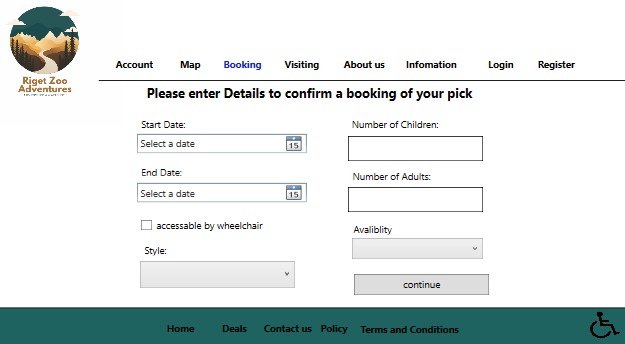 Riget Zoo
Adventures
Account Map Booking Visiting About us Infomation Login Register
Please enter Details to confirm a booking of your pick
Start Date:
Select a date 15
End Date:
Select a date 15
accessable by wheelchair
Style:
Number of Children:
Number of Adults:
Avaliblity
continue
Home Deals Contact us Policy Terms and Conditions